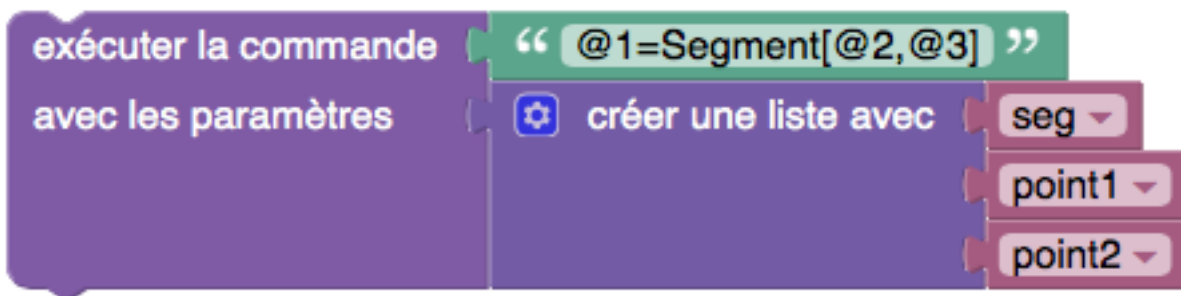 exécuter la commande “ @1=Segment[@2,@3] ”
avec les paramètres créer une liste avec seg
point1
point2